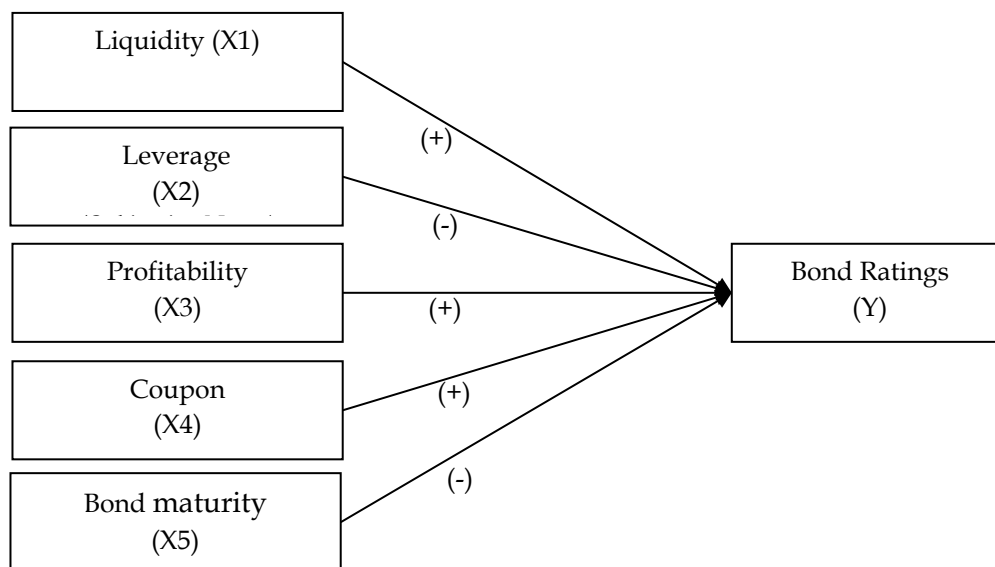 Liquidity (X1)
(+)
Leverage
(X2)
(-)
Profitability
(X3)
(+)
Bond Ratings
(Y)
Coupon
(X4)
(+)
Bond maturity
(X5)
(-)